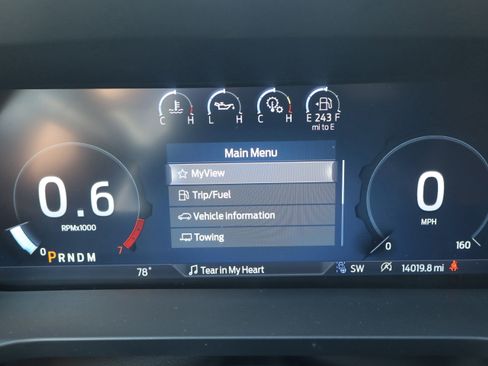 C H
L H
C H
E 243 F
mi to E
Main Menu
MyView
Trip/Fuel
Vehicle information
Towing
0.6
RPMx1000
0 7
PRNDM
0
MPH
0 160
78°
Tear in My Heart
SW
14019.8 mi